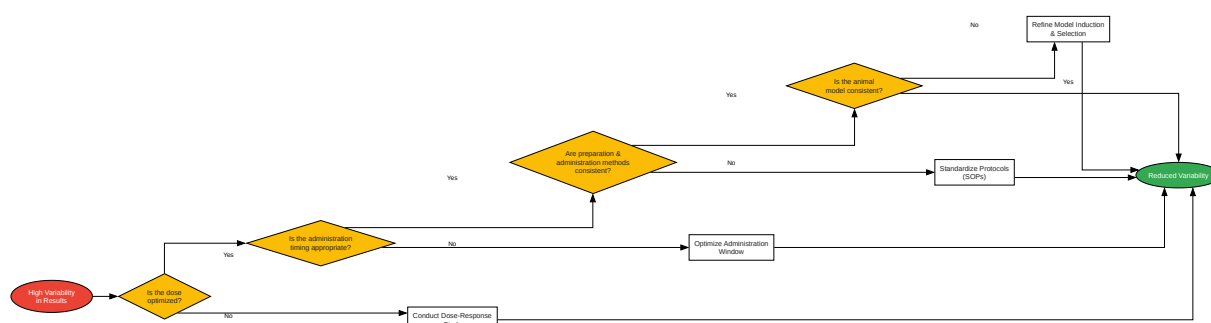 No
Refine Model Induction
& Selection
Is the animal
model consistent?
Yes
Yes
Are preparation &
administration methods
consistent?
No
Standardize Protocols
(SOPs)
Reduced Variability
Yes
Is the administration
timing appropriate?
No
Optimize Administration
Window
Yes
High Variability
in Results
Is the dose
optimized?
No
Conduct Dose-Response